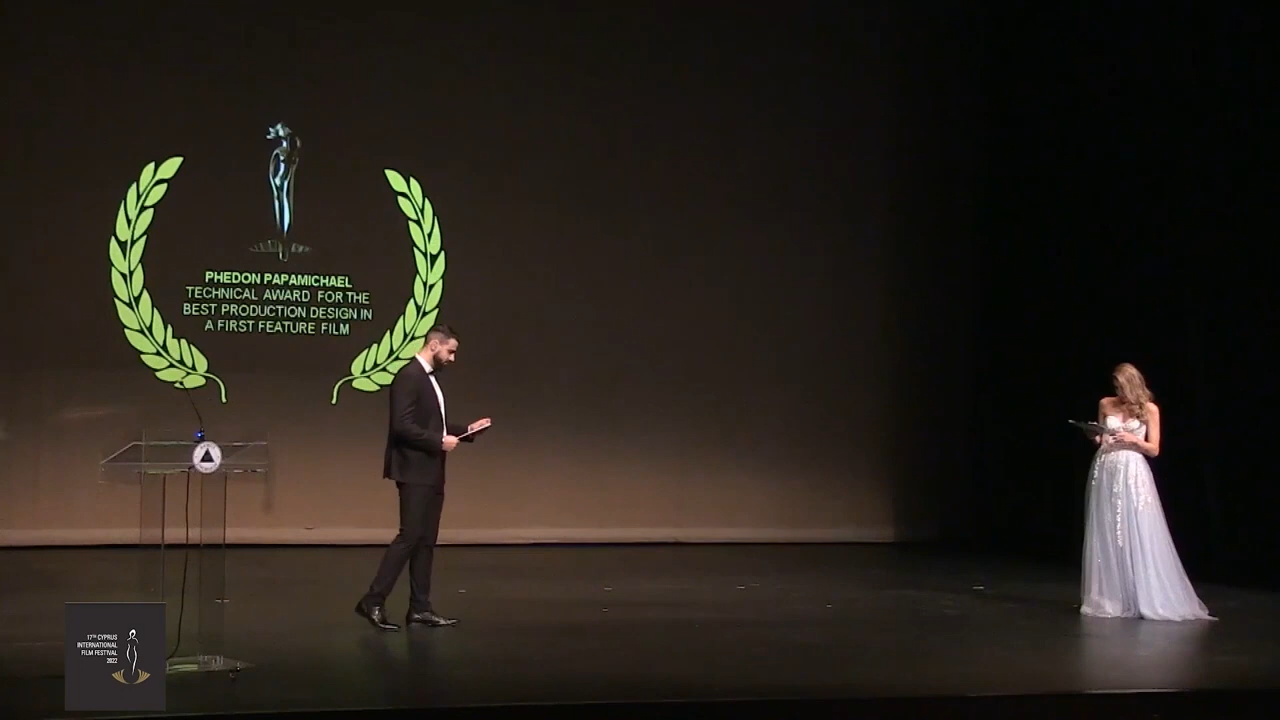 PHEDON PAPAMICHAEL
TECHNICAL AWARD FOR THE
BEST PRODUCTION DESIGN IN
A FIRST FEATURE FILM
17TH CYPRUS
INTERNATIONAL
FILM FESTIVAL
2022